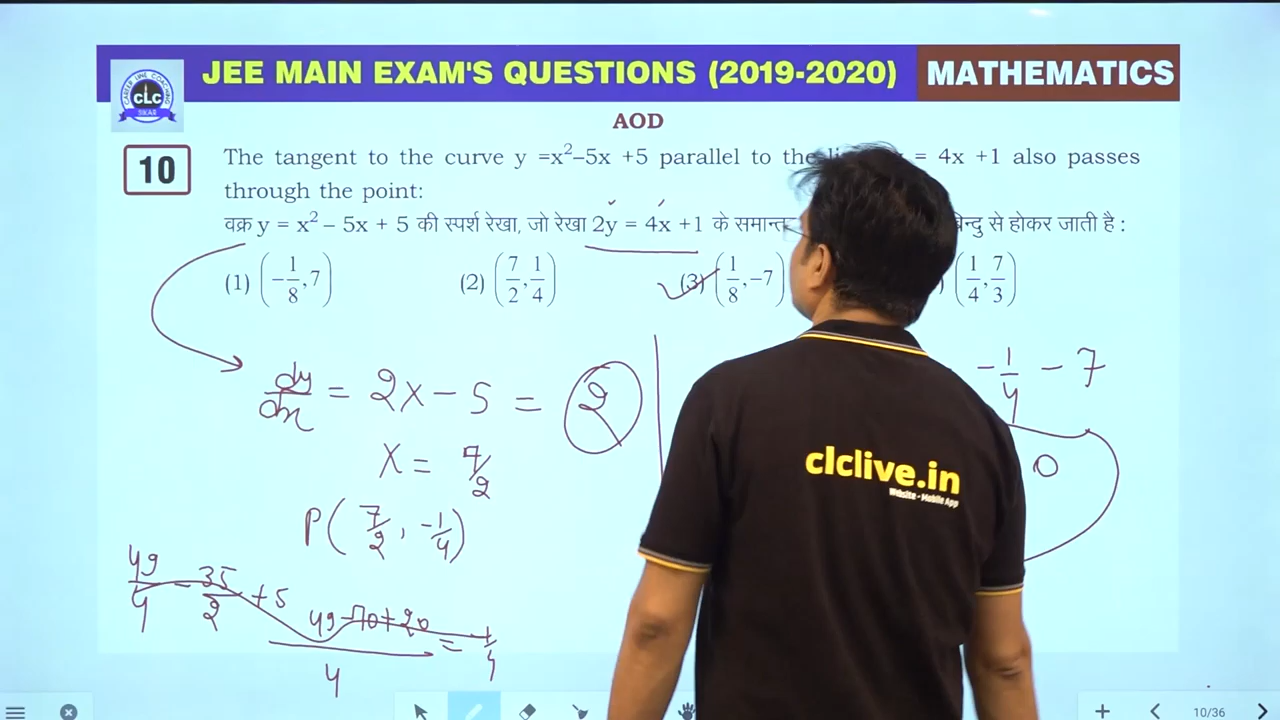 JEE MAIN EXAM'S QUESTIONS (2019-2020) MATHEMATICS
CLC
SIKAR
AOD
10
The tangent to the curve y =x²–5x +5 parallel to the = 4x +1 also passes
through the point:
वक्र y = x² – 5x + 5 की स्पर्श रेखा, जो रेखा 2y = 4x +1 के से होकर जाती है :
(1) (-1/8, 7) (2) (7/2, 1/4) (3) (1/8, -7) (1/4, 7/3)
dy/dx = 2x - 5 = 2
x = 7/2
P(7/2, -1/4)
49/4 - 35/2 + 5
49-70+20/4 = -1/4
-1/4 - 7
0
clclive.in
Website - Mobile App
10/36